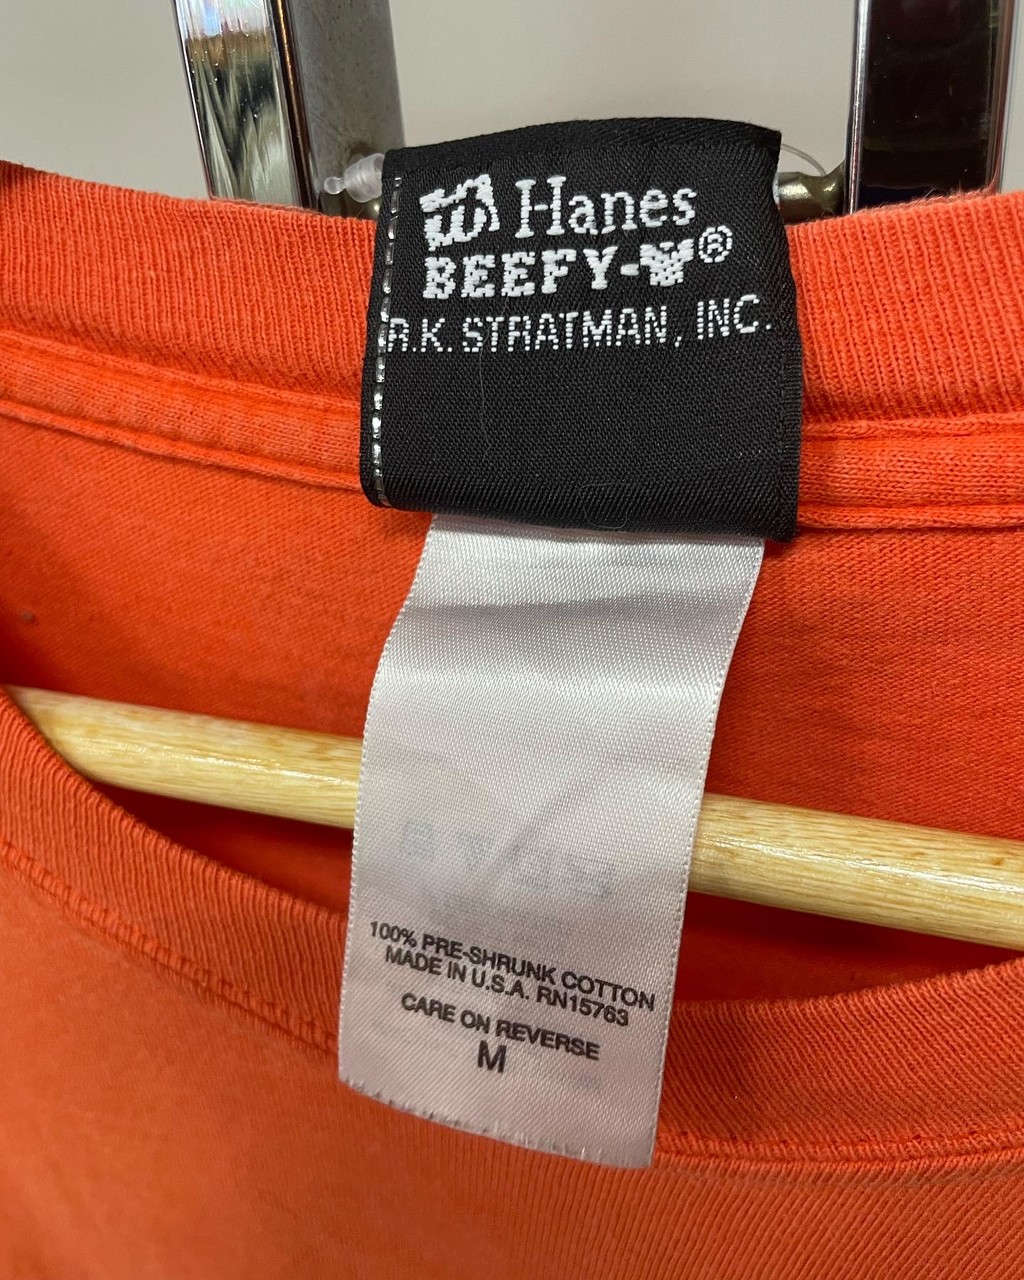 Hanes
BEEFY-T®
R.K. STRATMAN, INC.
100% PRE-SHRUNK COTTON
MADE IN U.S.A. RN15763
CARE ON REVERSE
M